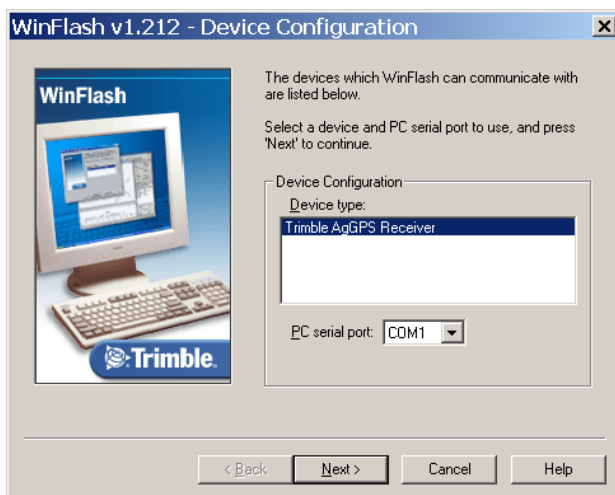 WinFlash v1.212 - Device Configuration
WinFlash
The devices which WinFlash can communicate with
are listed below.
Select a device and PC serial port to use, and press
'Next' to continue.
Device Configuration
Device type:
Trimble AgGPS Receiver
PC serial port: COM1
Trimble.
< Back Next > Cancel Help